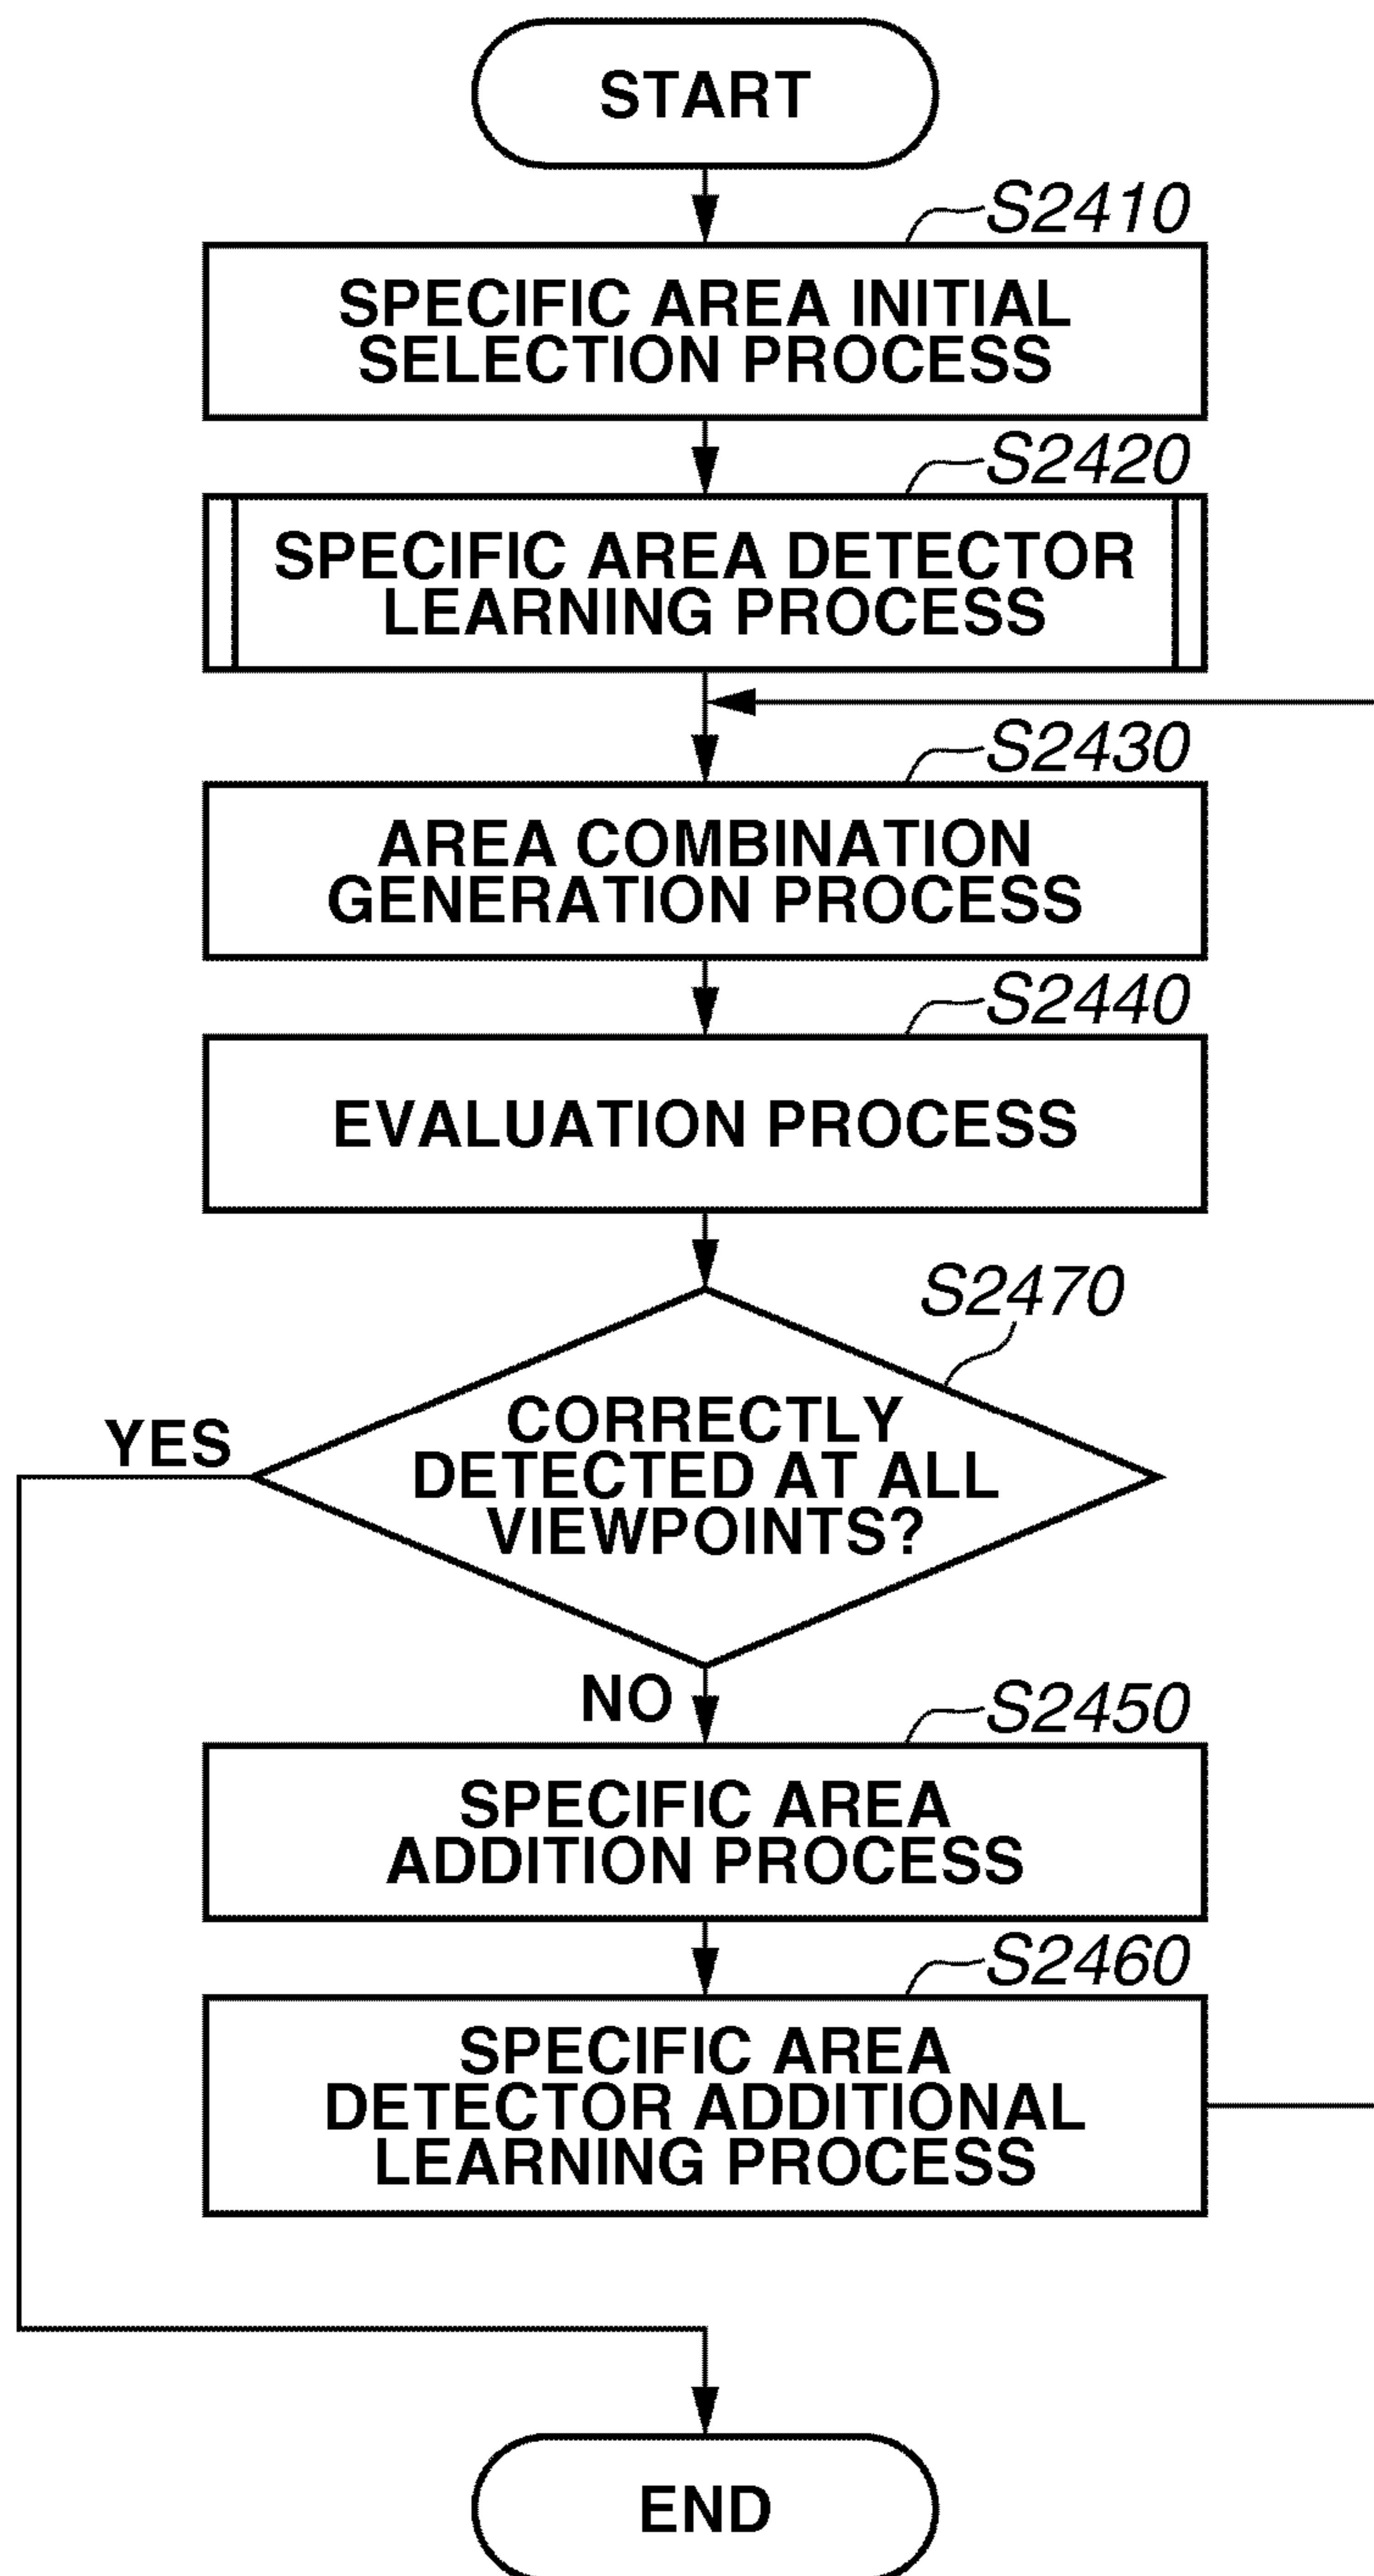 START
S2410
SPECIFIC AREA INITIAL
SELECTION PROCESS
S2420
SPECIFIC AREA DETECTOR
LEARNING PROCESS
S2430
AREA COMBINATION
GENERATION PROCESS
S2440
EVALUATION PROCESS
S2470
CORRECTLY
DETECTED AT ALL
VIEWPOINTS?
YES
NO
S2450
SPECIFIC AREA
ADDITION PROCESS
S2460
SPECIFIC AREA
DETECTOR ADDITIONAL
LEARNING PROCESS
END